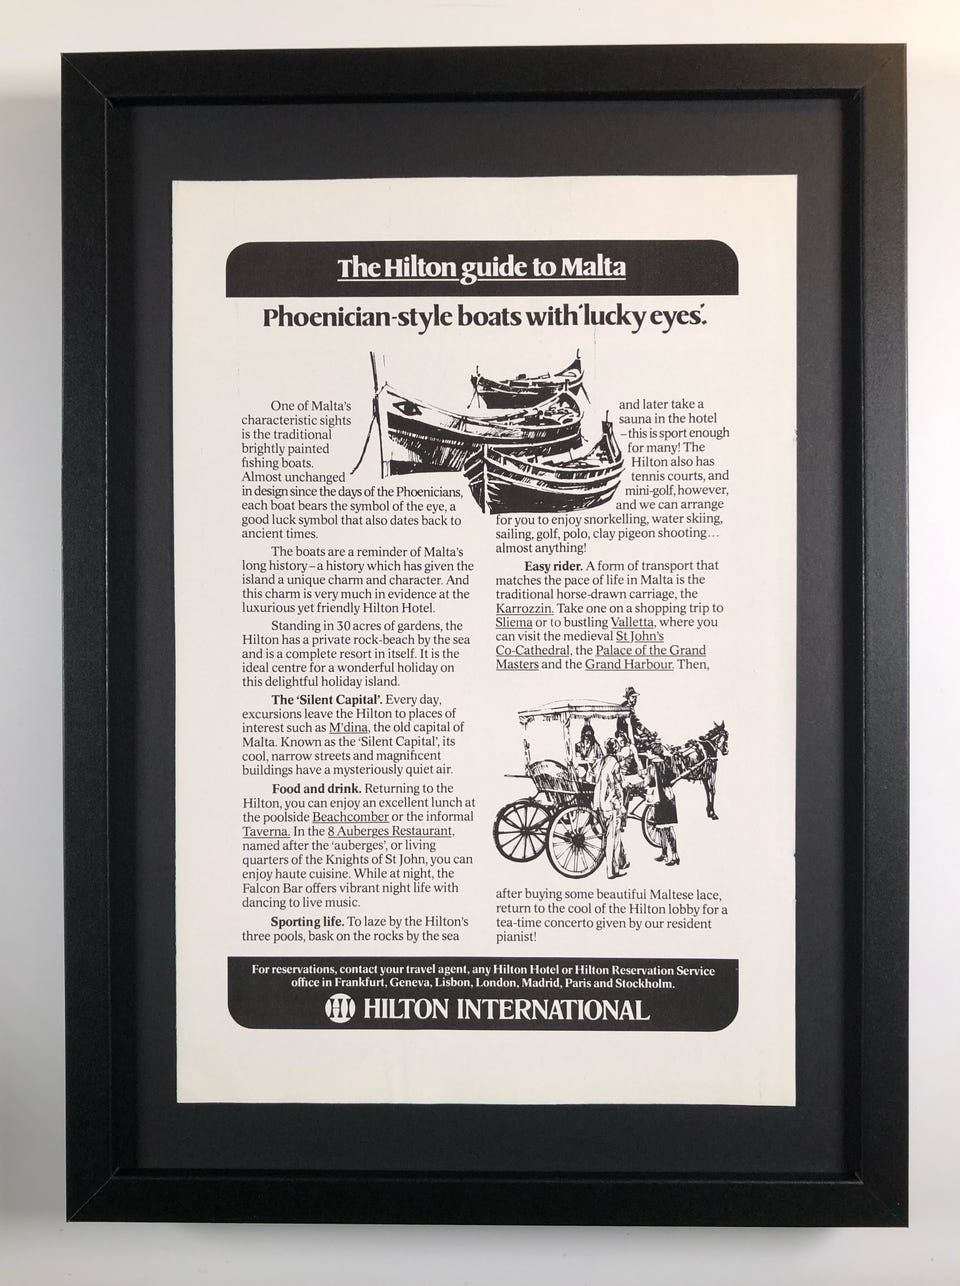 The Hilton guide to Malta
Phoenician-style boats with 'lucky eyes'.
One of Malta's
characteristic sights
is the traditional
brightly painted
fishing boats.
Almost unchanged
in design since the days of the Phoenicians,
each boat bears the symbol of the eye, a
good luck symbol that also dates back to
ancient times.
The boats are a reminder of Malta's
long history – a history which has given the
island a unique charm and character. And
this charm is very much in evidence at the
luxurious yet friendly Hilton Hotel.
Standing in 30 acres of gardens, the
Hilton has a private rock-beach by the sea
and is a complete resort in itself. It is the
ideal centre for a wonderful holiday on
this delightful holiday island.
The 'Silent Capital'. Every day,
excursions leave the Hilton to places of
interest such as M'dina, the old capital of
Malta. Known as the 'Silent Capital', its
cool, narrow streets and magnificent
buildings have a mysteriously quiet air.
Food and drink. Returning to the
Hilton, you can enjoy an excellent lunch at
the poolside Beachcomber or the informal
Taverna. In the 8 Auberges Restaurant,
named after the 'auberges', or living
quarters of the Knights of St John, you can
enjoy haute cuisine. While at night, the
Falcon Bar offers vibrant night life with
dancing to live music.
Sporting life. To laze by the Hilton's
three pools, bask on the rocks by the sea
and later take a
sauna in the hotel
– this is sport enough
for many! The
Hilton also has
tennis courts, and
mini-golf, however,
and we can arrange
for you to enjoy snorkelling, water skiing,
sailing, golf, polo, clay pigeon shooting...
almost anything!
Easy rider. A form of transport that
matches the pace of life in Malta is the
traditional horse-drawn carriage, the
Karrozzin. Take one on a shopping trip to
Sliema or to bustling Valletta, where you
can visit the medieval St John's
Co-Cathedral, the Palace of the Grand
Masters and the Grand Harbour. Then,
after buying some beautiful Maltese lace,
return to the cool of the Hilton lobby for a
tea-time concerto given by our resident
pianist!
For reservations, contact your travel agent, any Hilton Hotel or Hilton Reservation Service
office in Frankfurt, Geneva, Lisbon, London, Madrid, Paris and Stockholm.
HILTON INTERNATIONAL